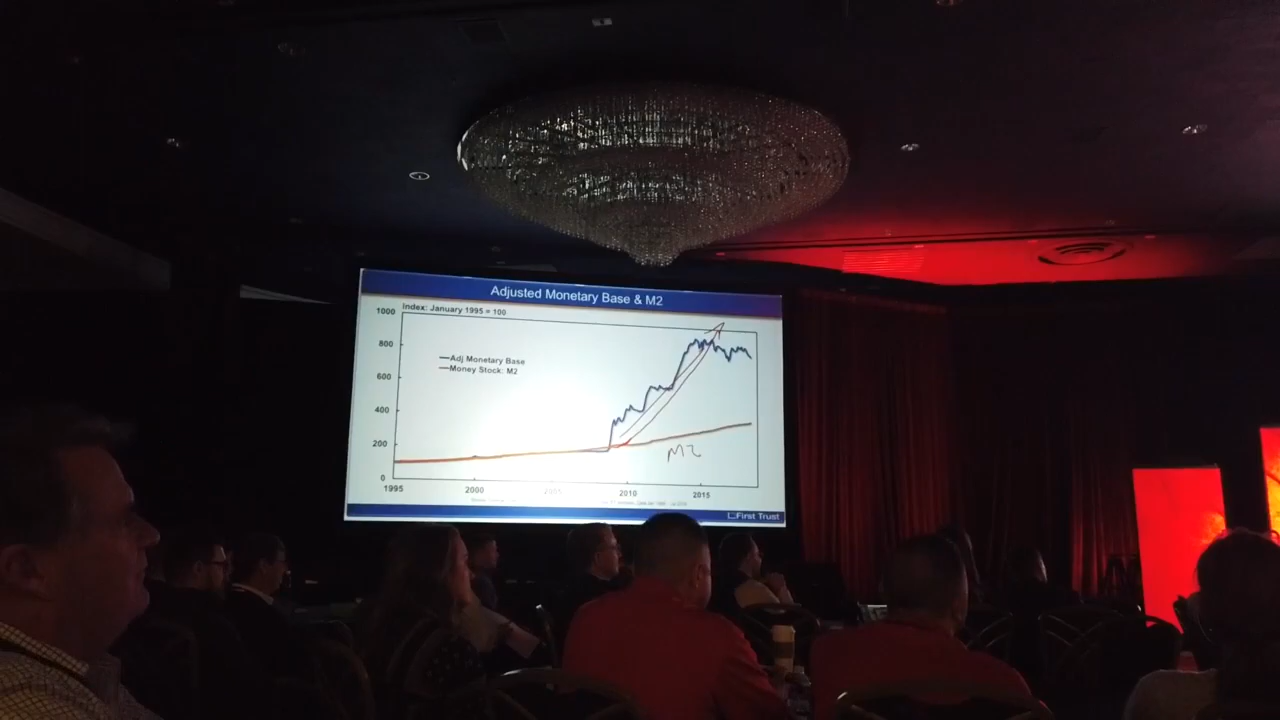 Adjusted Monetary Base & M2
Index: January 1995 = 100
1000
800
600
400
200
0
Adj Monetary Base
Money Stock: M2
M2
1995
2000
2005
2010
2015
First Trust